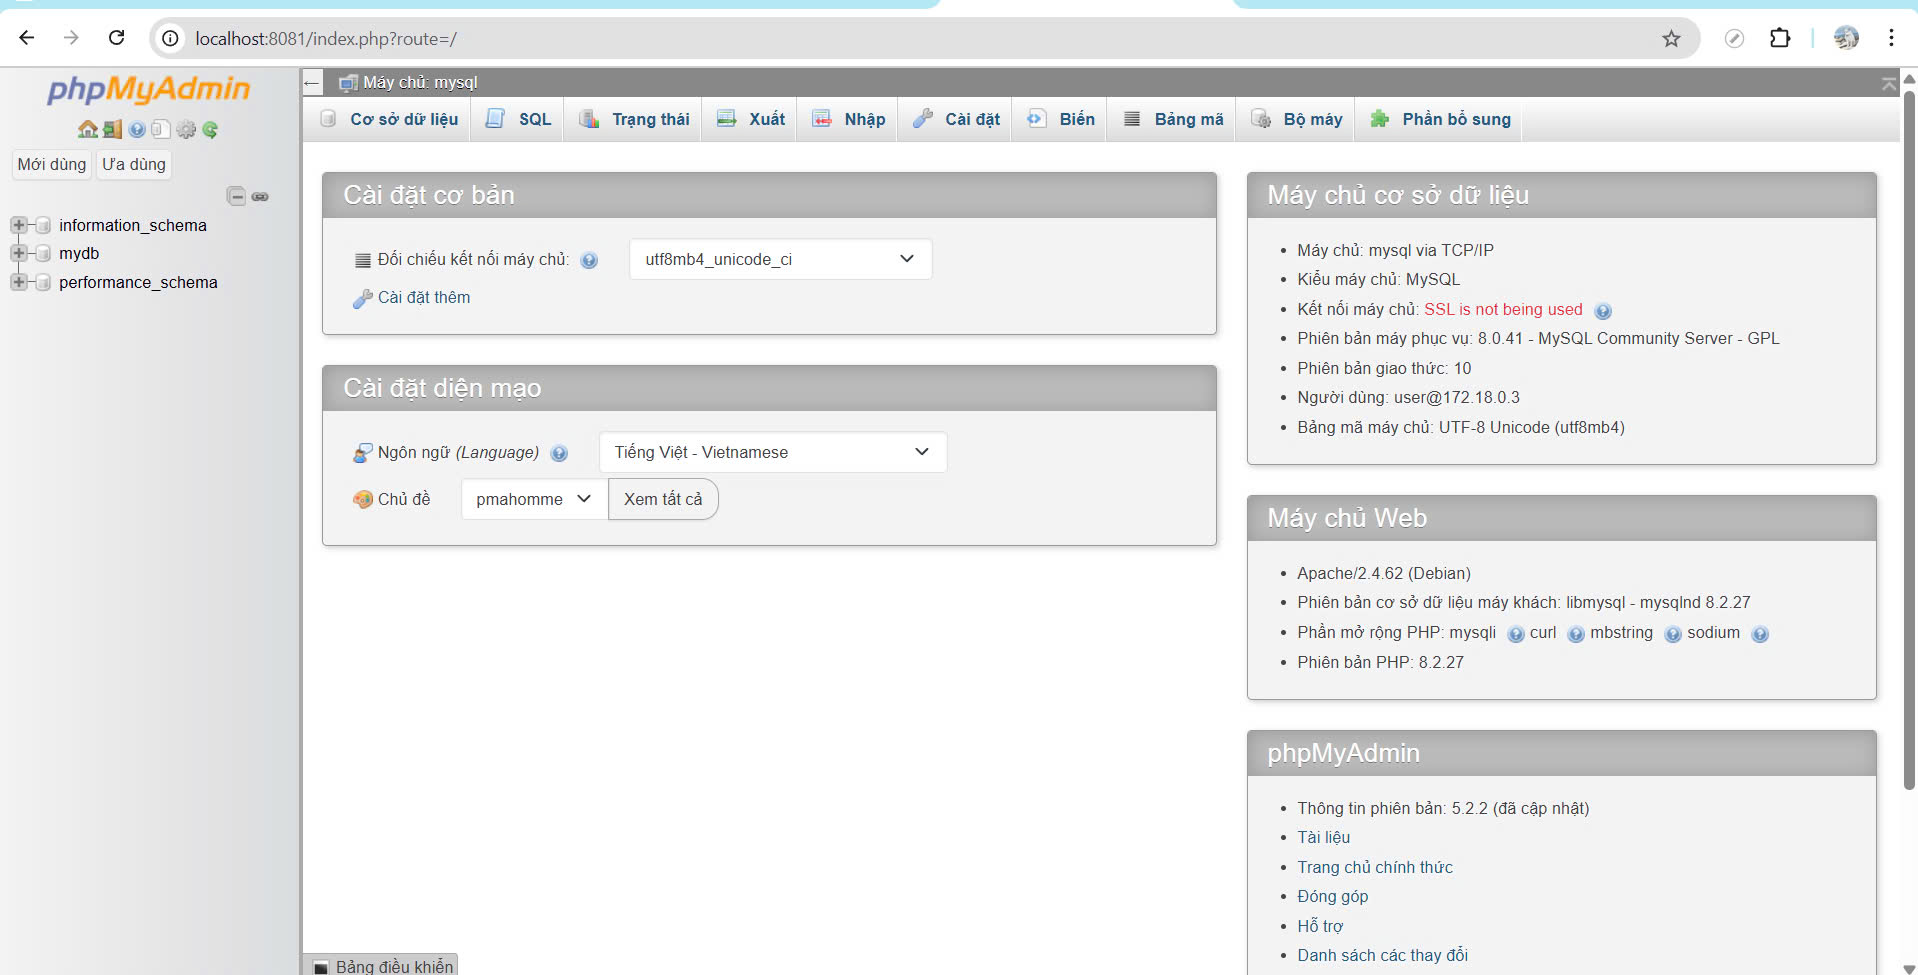 localhost:8081/index.php?route=/
phpMyAdmin
Mới dùng Ưa dùng
information_schema
mydb
performance_schema
Máy chủ: mysql
Cơ sở dữ liệu SQL Trạng thái Xuất Nhập Cài đặt Biến Bảng mã Bộ máy Phần bổ sung
Cài đặt cơ bản
Đối chiếu kết nối máy chủ: utf8mb4_unicode_ci
Cài đặt thêm
Cài đặt diện mạo
Ngôn ngữ (Language) Tiếng Việt - Vietnamese
Chủ đề pmahomme Xem tất cả
Máy chủ cơ sở dữ liệu
Máy chủ: mysql via TCP/IP
Kiểu máy chủ: MySQL
Kết nối máy chủ: SSL is not being used
Phiên bản máy phục vụ: 8.0.41 - MySQL Community Server - GPL
Phiên bản giao thức: 10
Người dùng: user@172.18.0.3
Bảng mã máy chủ: UTF-8 Unicode (utf8mb4)
Máy chủ Web
Apache/2.4.62 (Debian)
Phiên bản cơ sở dữ liệu máy khách: libmysql - mysqlnd 8.2.27
Phần mở rộng PHP: mysqli curl mbstring sodium
Phiên bản PHP: 8.2.27
phpMyAdmin
Thông tin phiên bản: 5.2.2 (đã cập nhật)
Tài liệu
Trang chủ chính thức
Đóng góp
Hỗ trợ
Danh sách các thay đổi
Bảng điều khiển